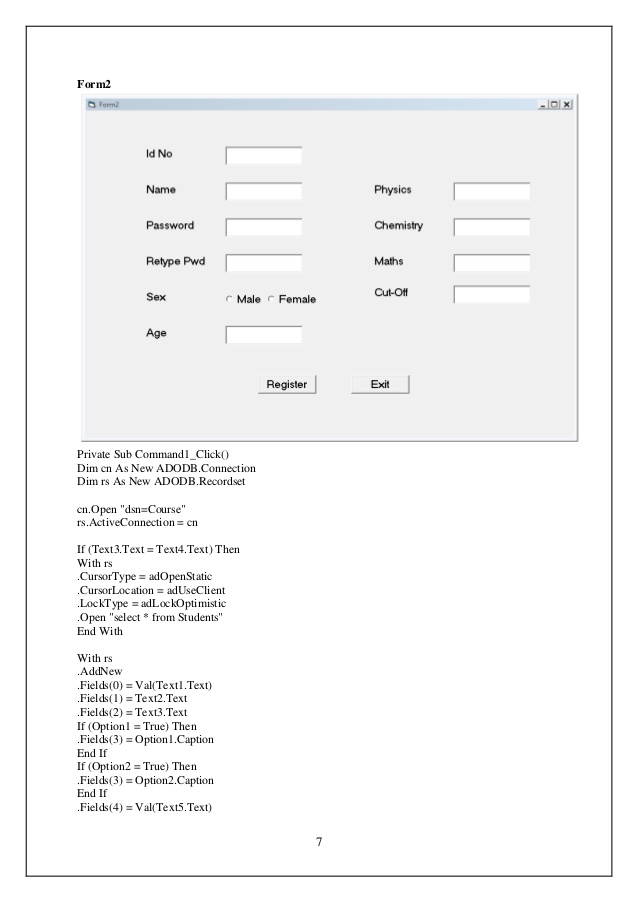 Form2
Form2
Id No
Name
Physics
Password
Chemistry
Retype Pwd
Maths
Sex
Male
Female
Cut-Off
Age
Register
Exit
Private Sub Command1_Click()
Dim cn As New ADODB.Connection
Dim rs As New ADODB.Recordset
cn.Open "dsn=Course"
rs.ActiveConnection = cn
If (Text3.Text = Text4.Text) Then
With rs
.CursorType = adOpenStatic
.CursorLocation = adUseClient
.LockType = adLockOptimistic
.Open "select * from Students"
End With
With rs
.AddNew
.Fields(0) = Val(Text1.Text)
.Fields(1) = Text2.Text
.Fields(2) = Text3.Text
If (Option1 = True) Then
.Fields(3) = Option1.Caption
End If
If (Option2 = True) Then
.Fields(3) = Option2.Caption
End If
.Fields(4) = Val(Text5.Text)
7